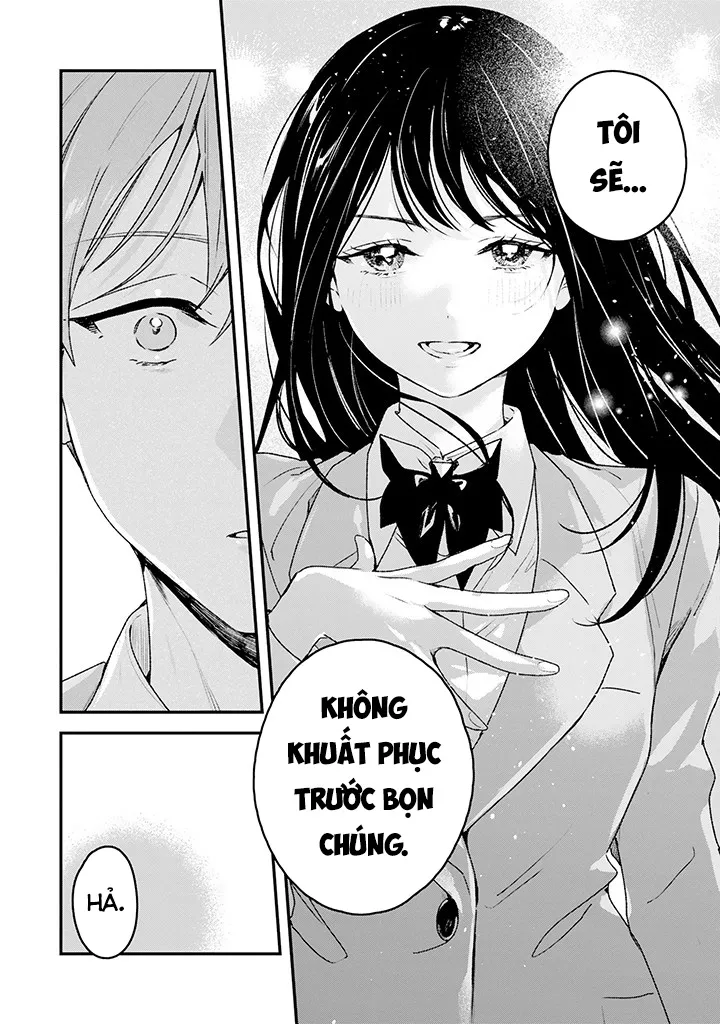 TÔI
SẼ...
KHÔNG
KHUẤT PHỤC
TRƯỚC BỌN
CHÚNG.
HẢ.